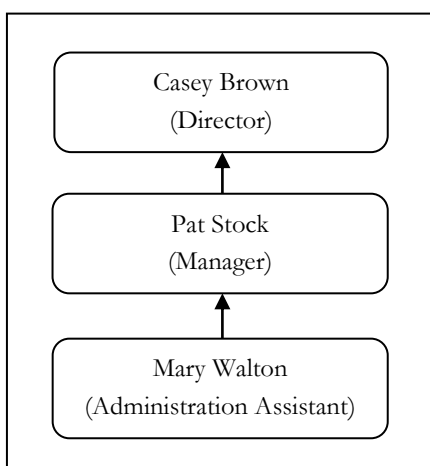 Casey Brown
(Director)
Pat Stock
(Manager)
Mary Walton
(Administration Assistant)